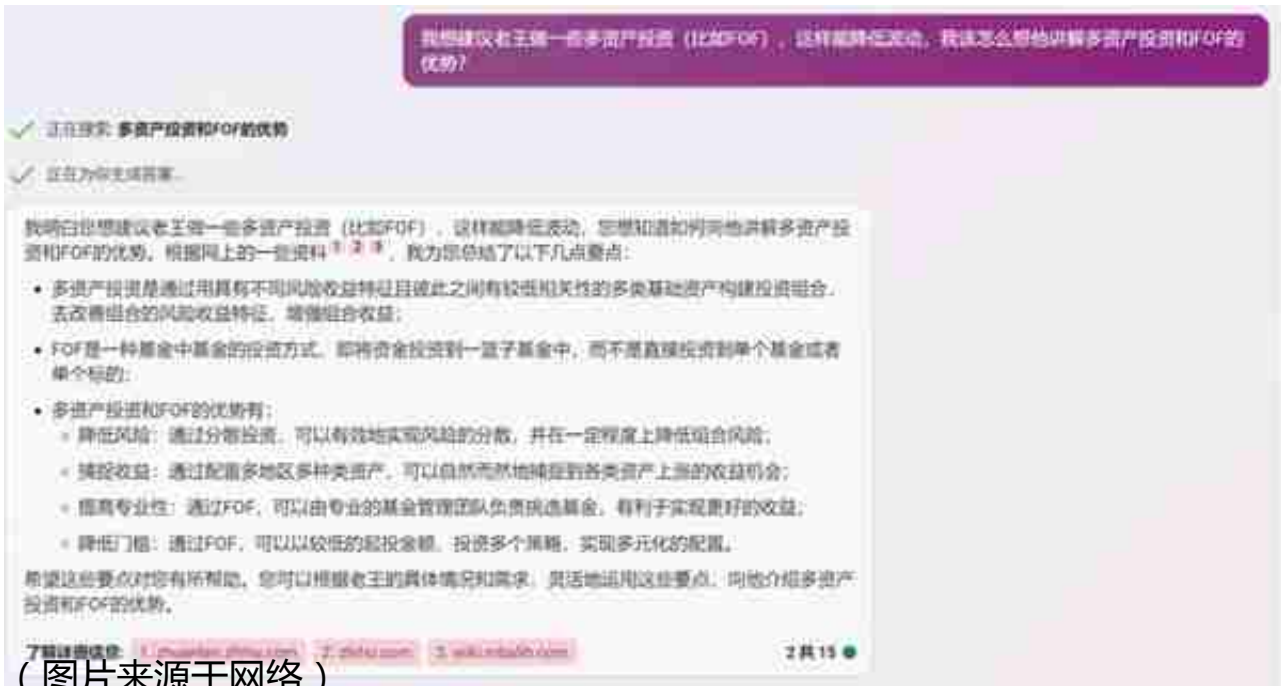 我想建议老王做一些多资产投资（比如FOF），这样能降低波动，我该怎么想他讲解多资产投资和FOF的
优势？
正在搜索: 多资产投资和FOF的优势
正在为你生成答案...
我明白您想建议老王做一些多资产投资（比如FOF），这样能降低波动，您想知道如何向他讲解多资产投
资和FOF的优势。根据网上的一些资料 1 2 3 ，我为您总结了以下几点要点：
• 多资产投资是通过用具有不同风险收益特征且彼此之间有较低相关性的多类基础资产构建投资组合，
去改善组合的风险收益特征，增强组合收益；
• FOF是一种基金中基金的投资方式，即将资金投资到一篮子基金中，而不是直接投资到单个基金或者
单个标的；
• 多资产投资和FOF的优势有：
降低风险：通过分散投资，可以有效地实现风险的分散，并在一定程度上降低组合风险；
捕捉收益：通过配置多地区多种类资产，可以自然而然地捕捉到各类资产上涨的收益机会；
提高专业性：通过FOF，可以由专业的基金管理团队负责挑选基金，有利于实现更好的收益；
降低门槛：通过FOF，可以以较低的起投金额，投资多个策略，实现多元化的配置。
希望这些要点对您有所帮助。您可以根据老王的具体情况和需求，灵活地运用这些要点，向他介绍多资产
投资和FOF的优势。
了解详细信息: 1. zhuanlan.zhihu.com 2. zhihu.com 3. wiki.mbalib.com 2 共 15
（图片来源于网络）